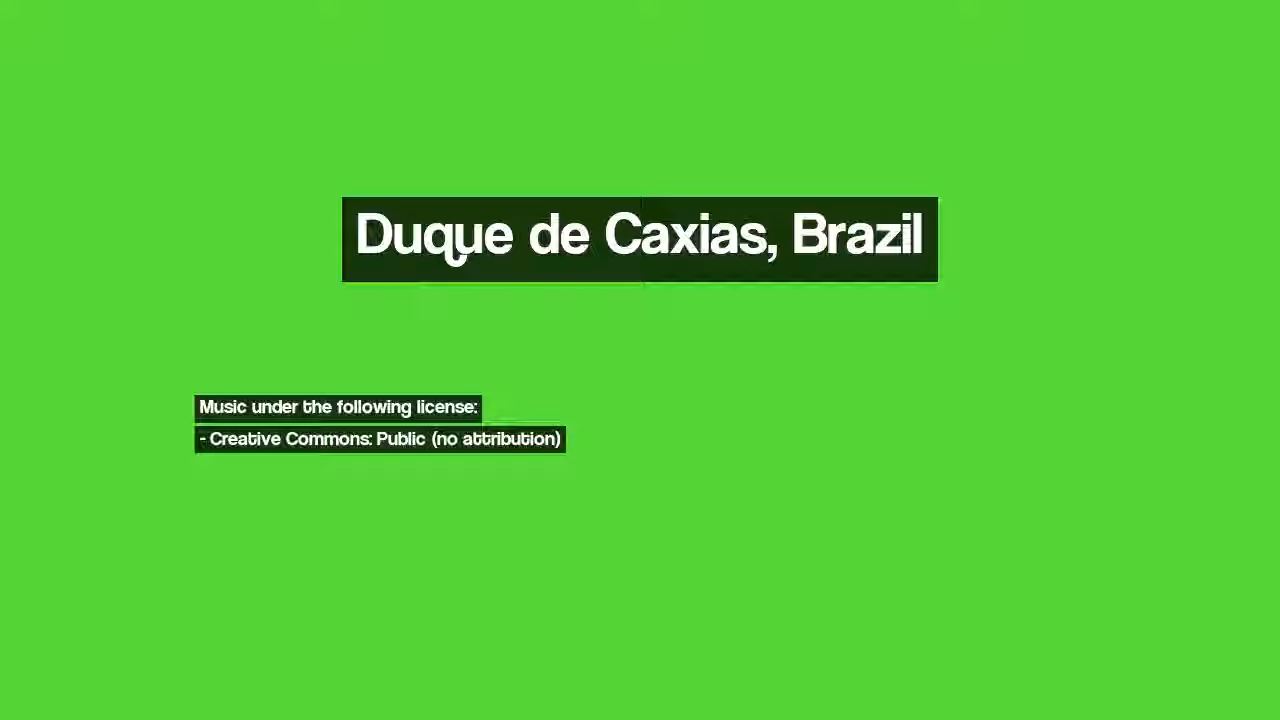 Duque de Caxias, Brazil
Music under the following license:
- Creative Commons: Public (no attribution)